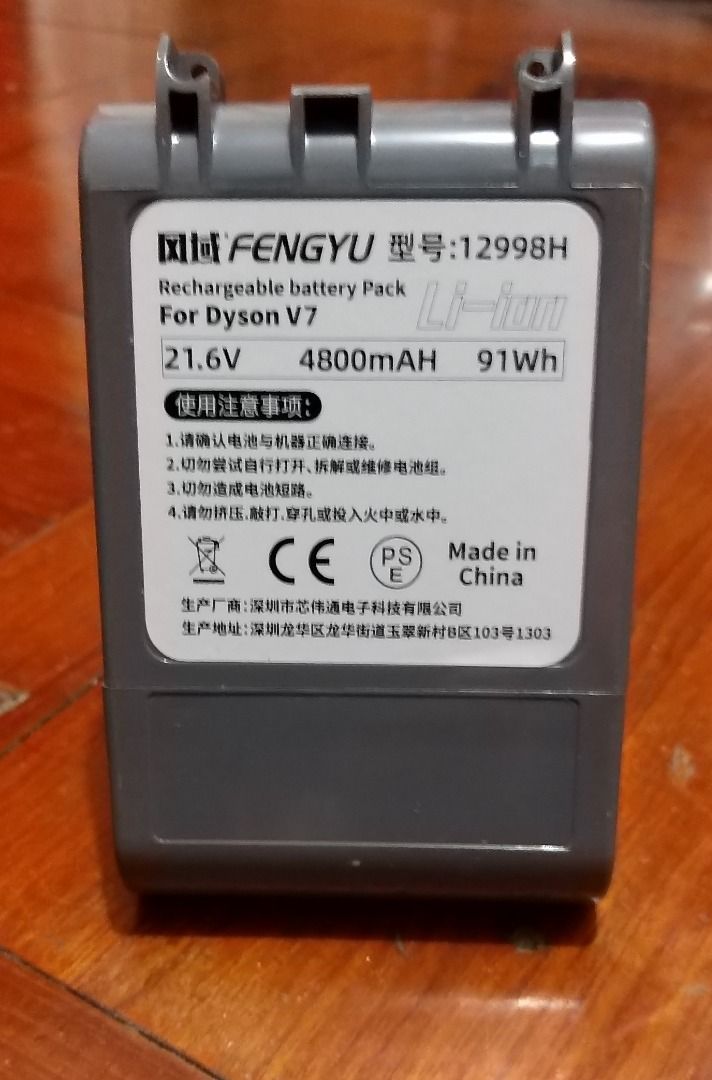 风域 FENGYU 型号:12998H
Rechargeable battery Pack
For Dyson V7
Li-ion
21.6V 4800mAH 91Wh
使用注意事项:
1.请确认电池与机器正确连接。
2.切勿尝试自行打开、拆解或维修电池组。
3.切勿造成电池短路。
4.请勿挤压.敲打.穿孔或投入火中或水中。
CE
PS
E
Made in
China
生产厂商:深圳市芯伟通电子科技有限公司
生产地址:深圳龙华区龙华街道玉翠新村B区103号1303